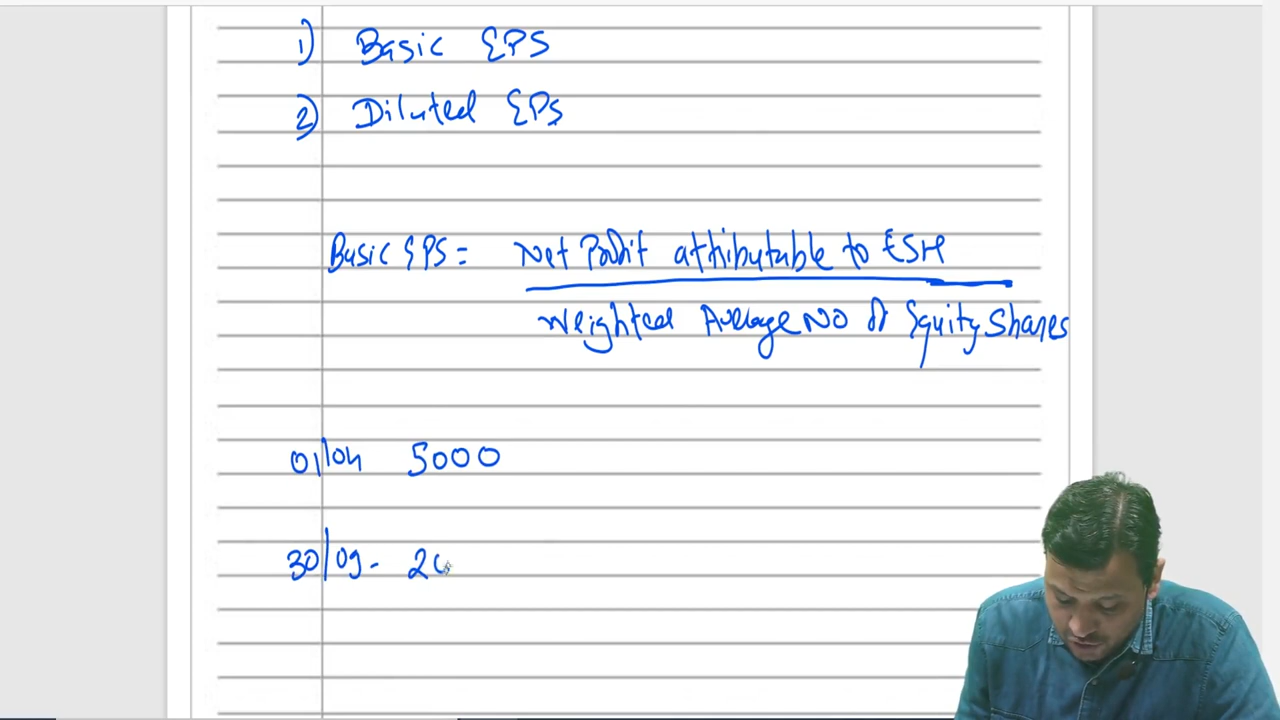 1) Basic EPS
2) Diluted EPS
Basic EPS = Net Profit attributable to ESH
Weighted Average No of Equity Shares
01/04 5000
30/09 - 20